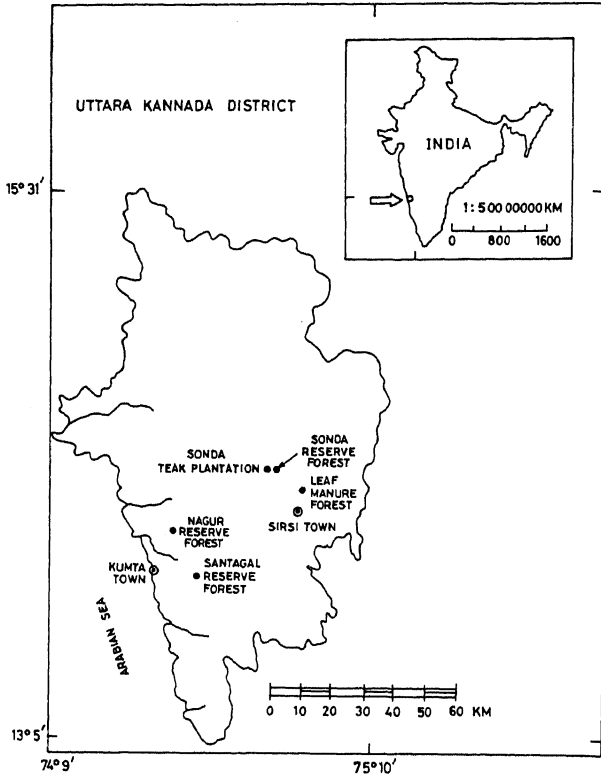 UTTARA KANNADA DISTRICT
INDIA
1:500 00000KM
0 800 1600
15° 31′
SONDA
TEAK PLANTATION
SONDA
RESERVE
FOREST
LEAF
MANURE
FOREST
SIRSI TOWN
NAGUR
RESERVE
FOREST
KUMTA
TOWN
SANTAGAL
RESERVE
FOREST
ARABIAN SEA
0 10 20 30 40 50 60 KM
13° 5′
74° 9′
75° 10′